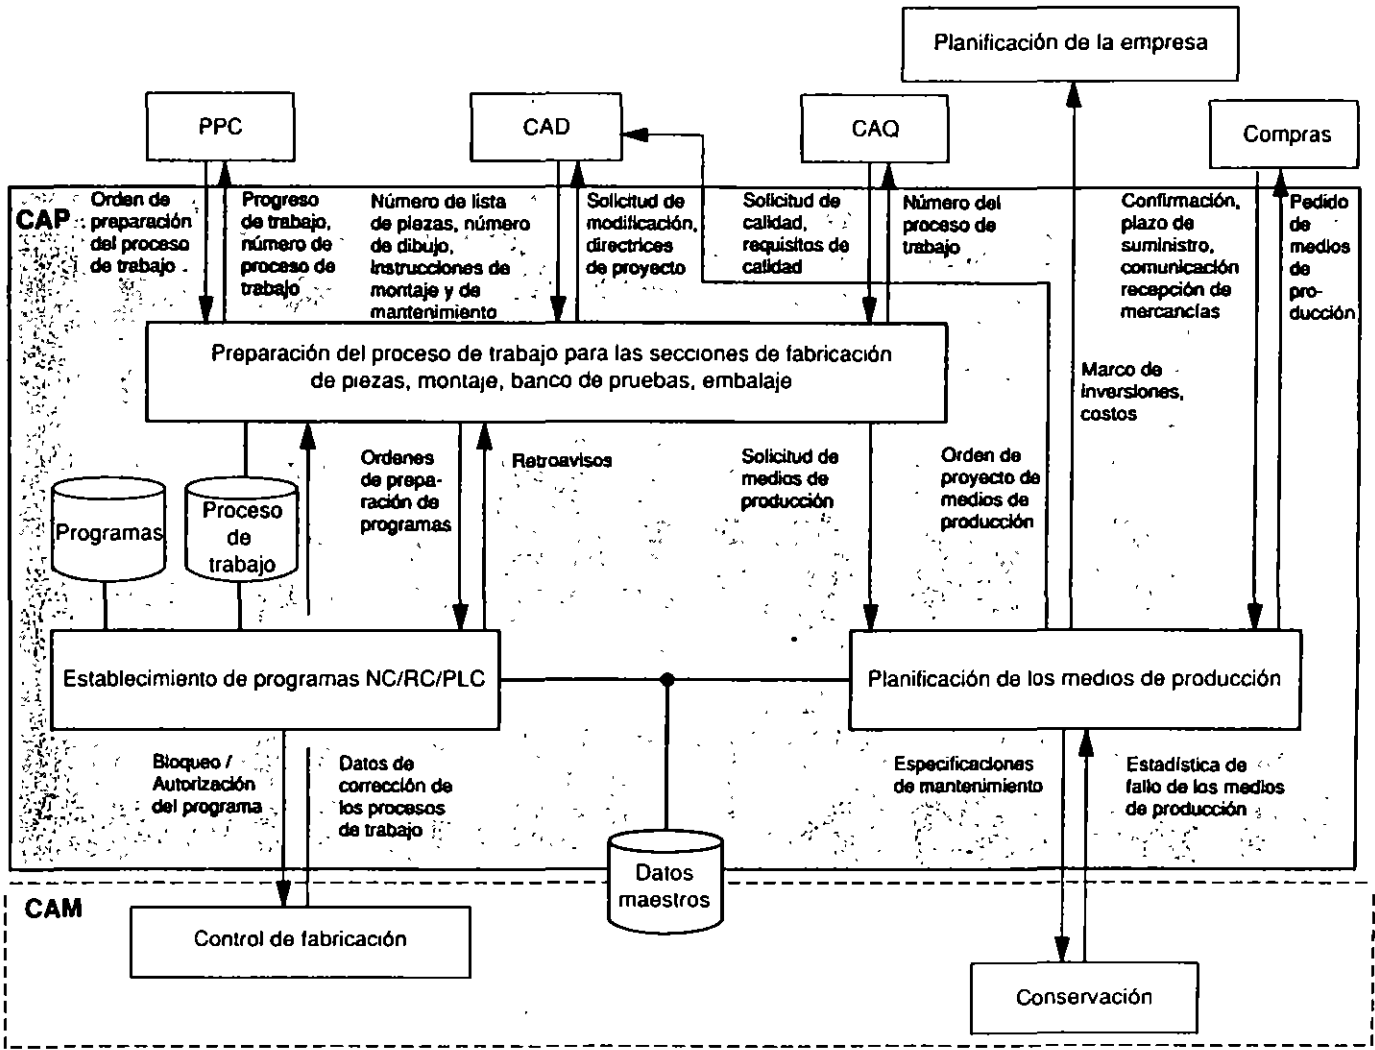 Planificación de la empresa
PPC
CAD
CAQ
Compras
CAP
Orden de
preparación
del proceso
de trabajo
Progreso
de trabajo,
número de
proceso de
trabajo
Número de lista
de piezas, número
de dibujo,
instrucciones de
montaje y de
mantenimiento
Solicitud de
modificación,
directrices
de proyecto
Solicitud de
calidad,
requisitos de
calidad
Número del
proceso de
trabajo
Confirmación,
plazo de
suministro,
comunicación
recepción de
mercancías
Pedido
de
medios
de
pro-
ducción
Preparación del proceso de trabajo para las secciones de fabricación
de piezas, montaje, banco de pruebas, embalaje
Marco de
inversiones,
costos
Programas
Proceso
de
trabajo
Ordenes
de prepa-
ración de
programas
Retroavisos
Solicitud de
medios de
producción
Orden de
proyecto de
medios de
producción
Establecimiento de programas NC/RC/PLC
Planificación de los medios de producción
Bloqueo /
Autorización
del programa
Datos de
corrección de
los procesos
de trabajo
Especificaciones
de mantenimiento
Estadística de
fallo de los medios
de producción
Datos
maestros
CAM
Control de fabricación
Conservación